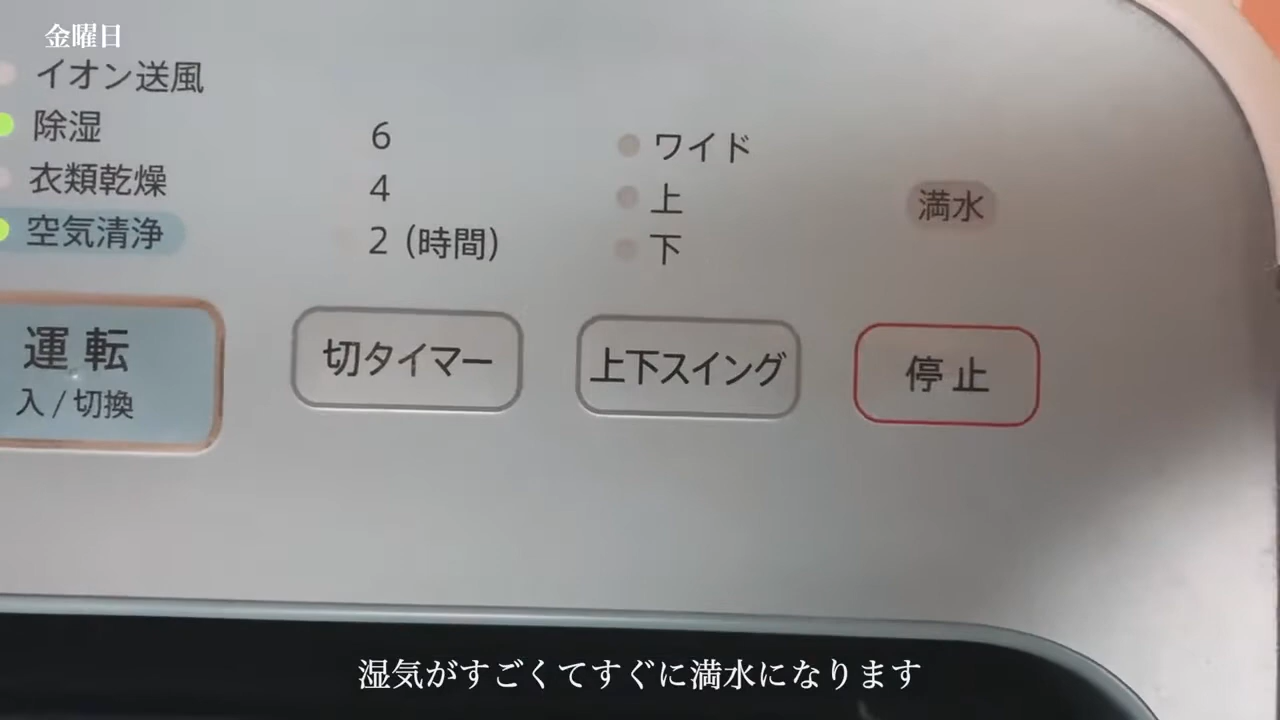 金曜日
イオン送風
除湿
衣類乾燥
空気清浄
運転
入/切換
6
4
2 (時間)
切タイマー
ワイド
上
下
上下スイング
満水
停止
湿気がすごくてすぐに満水になります